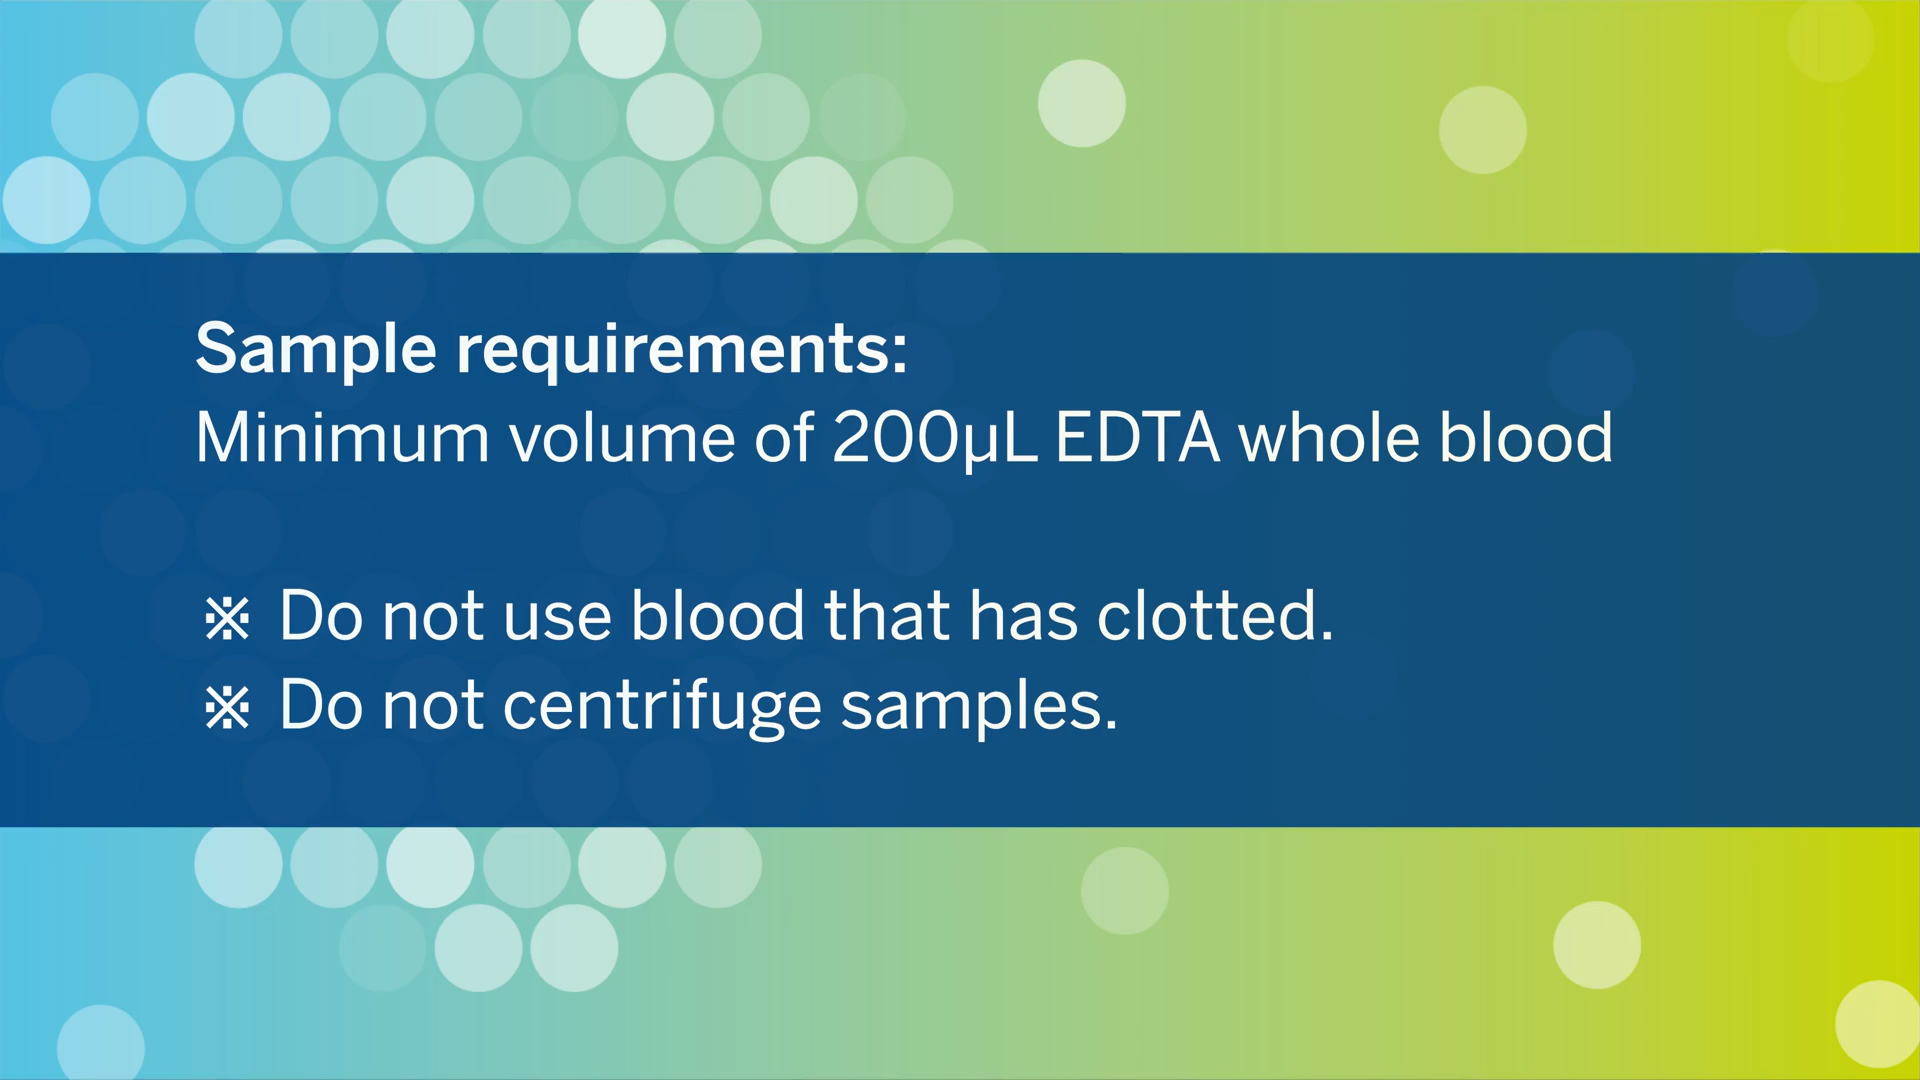 Sample requirements:
Minimum volume of 200µL EDTA whole blood
※ Do not use blood that has clotted.
※ Do not centrifuge samples.